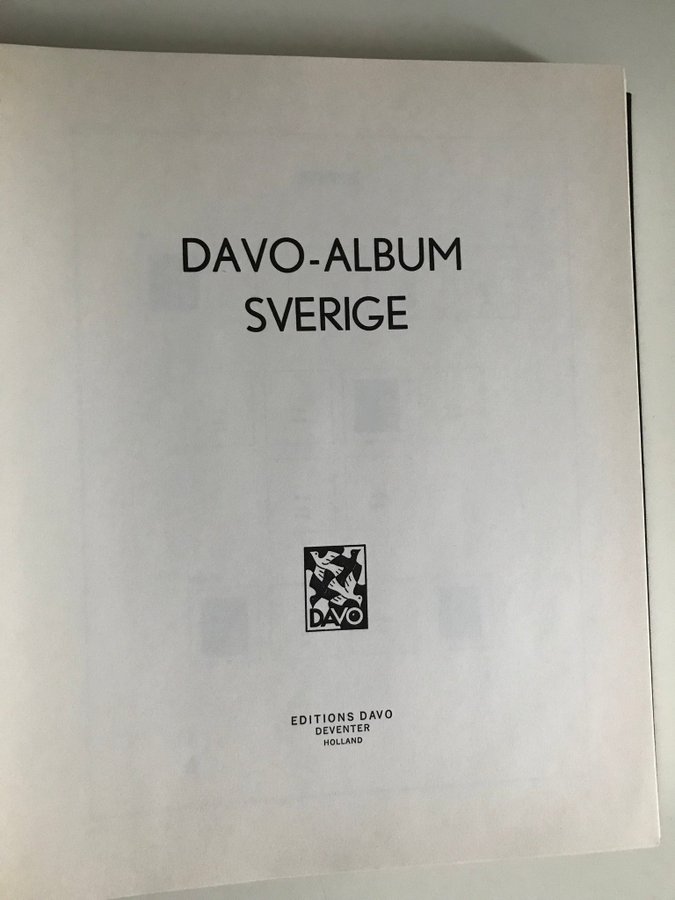 DAVO-ALBUM
SVERIGE
DAVO
EDITIONS DAVO
DEVENTER
HOLLAND